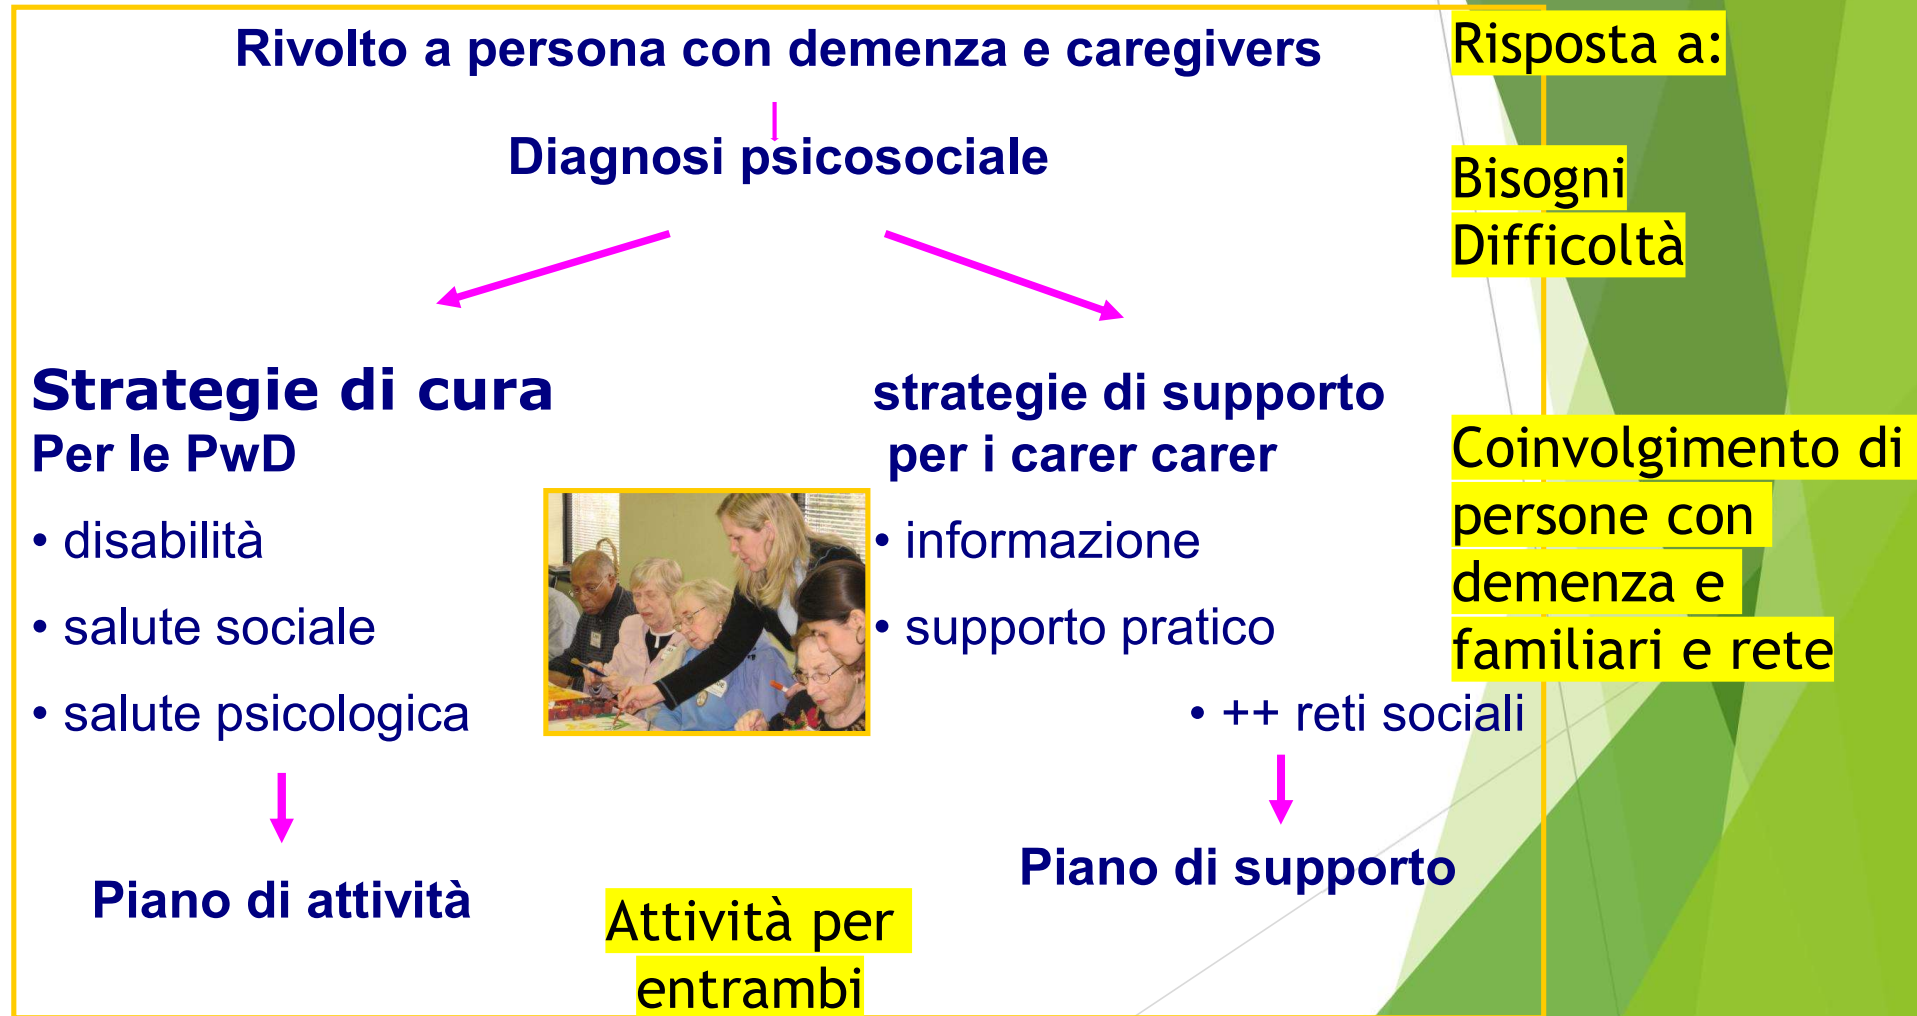 Rivolto a persona con demenza e caregivers
Diagnosi psicosociale
Strategie di cura
Per le PwD
• disabilità
• salute sociale
• salute psicologica
Piano di attività
strategie di supporto
per i carer carer
• informazione
• supporto pratico
• ++ reti sociali
Piano di supporto
Attività per
entrambi
Risposta a:
Bisogni
Difficoltà
Coinvolgimento di
persone con
demenza e
familiari e rete